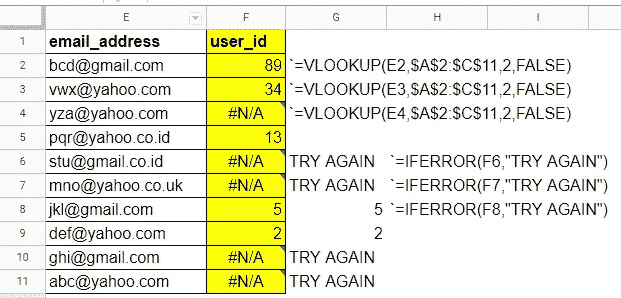 E F G H I
1 email_address user_id
2 bcd@gmail.com 89 `=VLOOKUP(E2,$A$2:$C$11,2,FALSE)
3 vwx@yahoo.com 34 `=VLOOKUP(E3,$A$2:$C$11,2,FALSE)
4 yza@yahoo.com #N/A `=VLOOKUP(E4,$A$2:$C$11,2,FALSE)
5 pqr@yahoo.co.id 13
6 stu@gmail.co.id #N/A TRY AGAIN `=IFERROR(F6,"TRY AGAIN")
7 mno@yahoo.co.uk #N/A TRY AGAIN `=IFERROR(F7,"TRY AGAIN")
8 jkl@gmail.com 5 5 `=IFERROR(F8,"TRY AGAIN")
9 def@yahoo.com 2 2
10 ghi@gmail.com #N/A TRY AGAIN
11 abc@yahoo.com #N/A TRY AGAIN